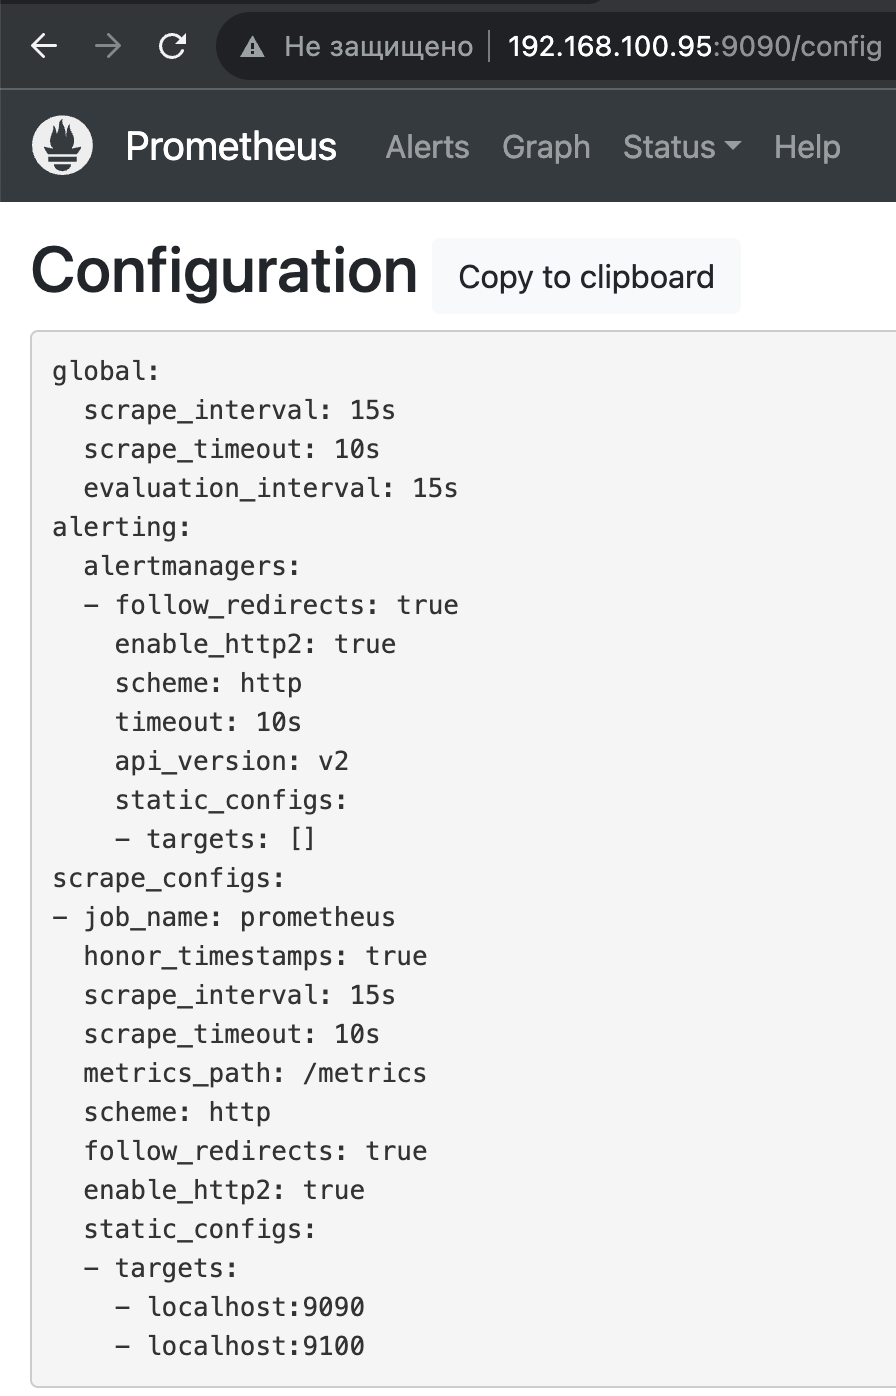 Не защищено | 192.168.100.95:9090/config
Prometheus Alerts Graph Status Help
Configuration Copy to clipboard
global:
  scrape_interval: 15s
  scrape_timeout: 10s
  evaluation_interval: 15s
alerting:
  alertmanagers:
  - follow_redirects: true
    enable_http2: true
    scheme: http
    timeout: 10s
    api_version: v2
    static_configs:
    - targets: []
scrape_configs:
- job_name: prometheus
  honor_timestamps: true
  scrape_interval: 15s
  scrape_timeout: 10s
  metrics_path: /metrics
  scheme: http
  follow_redirects: true
  enable_http2: true
  static_configs:
  - targets:
    - localhost:9090
    - localhost:9100